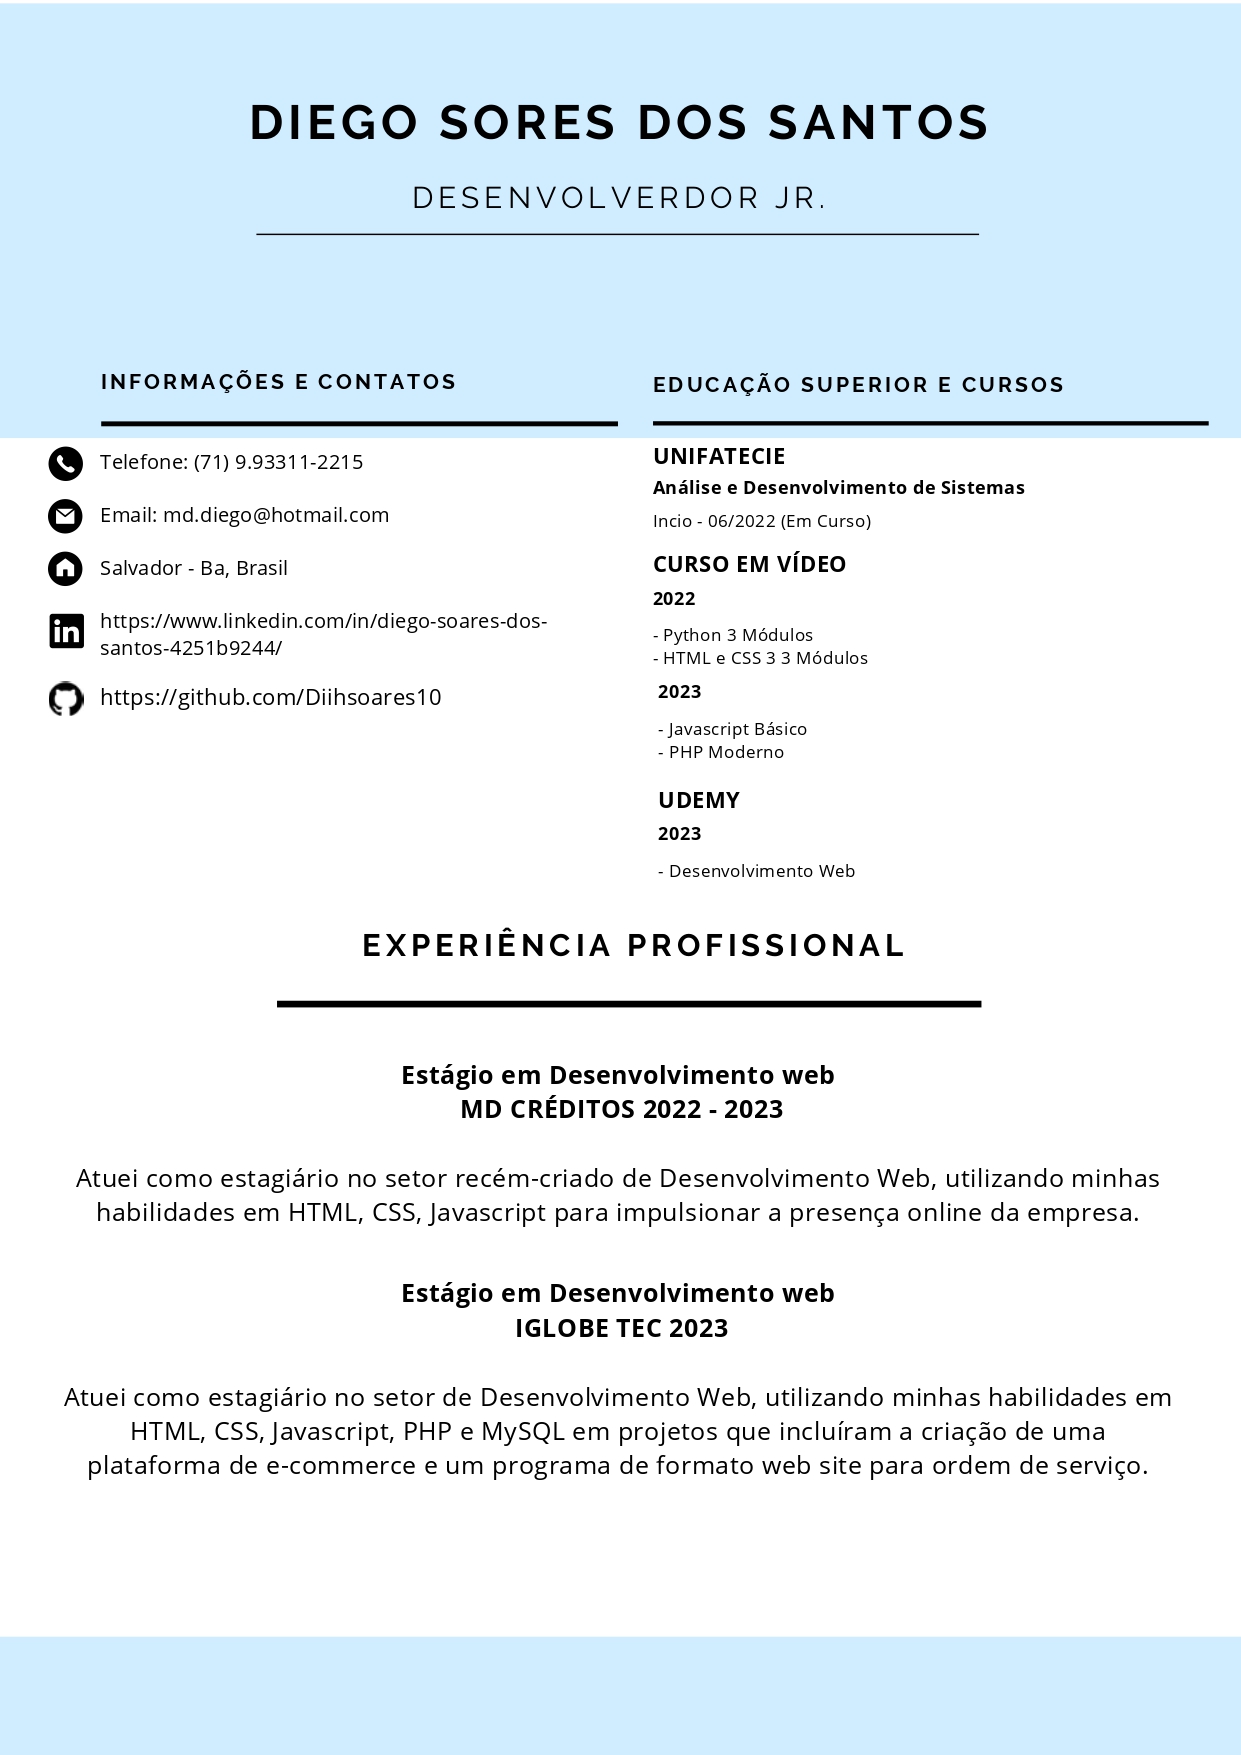 DIEGO SORES DOS SANTOS
DESENVOLVERDOR JR.
INFORMAÇÕES E CONTATOS
Telefone: (71) 9.93311-2215
Email: md.diego@hotmail.com
Salvador - Ba, Brasil
https://www.linkedin.com/in/diego-soares-dos-
santos-4251b9244/
https://github.com/Diihsoares10
EDUCAÇÃO SUPERIOR E CURSOS
UNIFATECIE
Análise e Desenvolvimento de Sistemas
Incio - 06/2022 (Em Curso)
CURSO EM VÍDEO
2022
- Python 3 Módulos
- HTML e CSS 3 3 Módulos
2023
- Javascript Básico
- PHP Moderno
UDEMY
2023
- Desenvolvimento Web
EXPERIÊNCIA PROFISSIONAL
Estágio em Desenvolvimento web
MD CRÉDITOS 2022 - 2023
Atuei como estagiário no setor recém-criado de Desenvolvimento Web, utilizando minhas
habilidades em HTML, CSS, Javascript para impulsionar a presença online da empresa.
Estágio em Desenvolvimento web
IGLOBE TEC 2023
Atuei como estagiário no setor de Desenvolvimento Web, utilizando minhas habilidades em
HTML, CSS, Javascript, PHP e MySQL em projetos que incluíram a criação de uma
plataforma de e-commerce e um programa de formato web site para ordem de serviço.